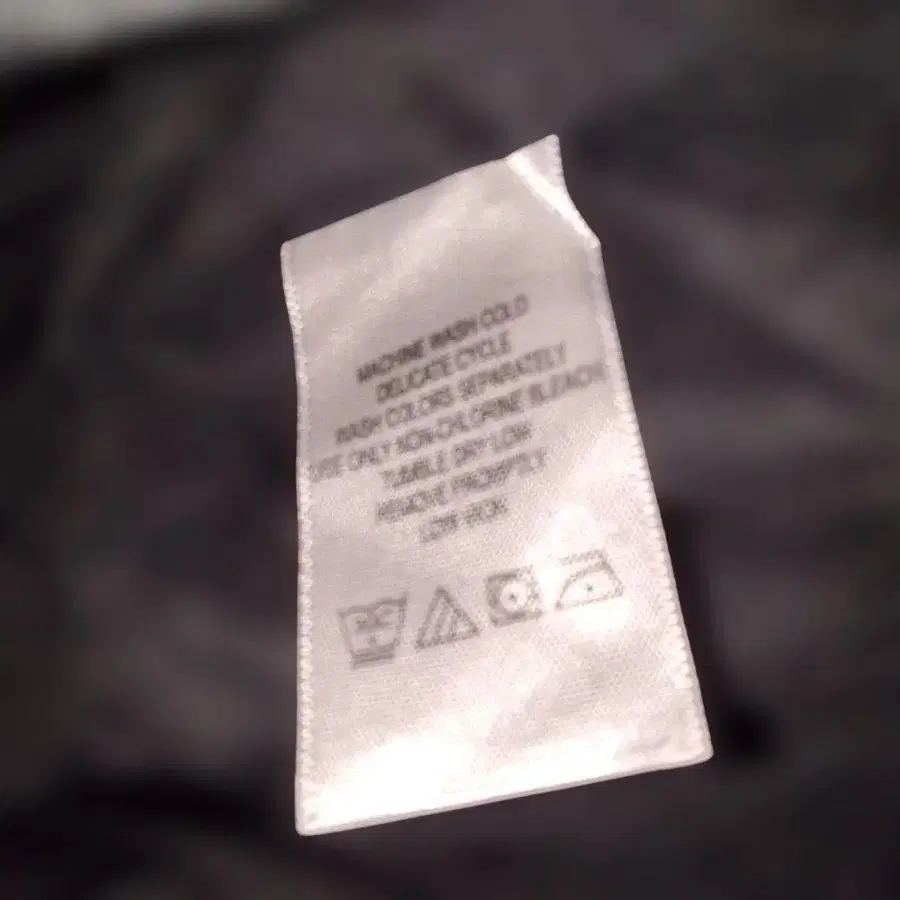 MACHINE WASH COLD
DELICATE CYCLE
WASH COLORS SEPARATELY
USE ONLY NON-CHLORINE BLEACH
TUMBLE DRY LOW
REMOVE PROMPTLY
LOW IRON